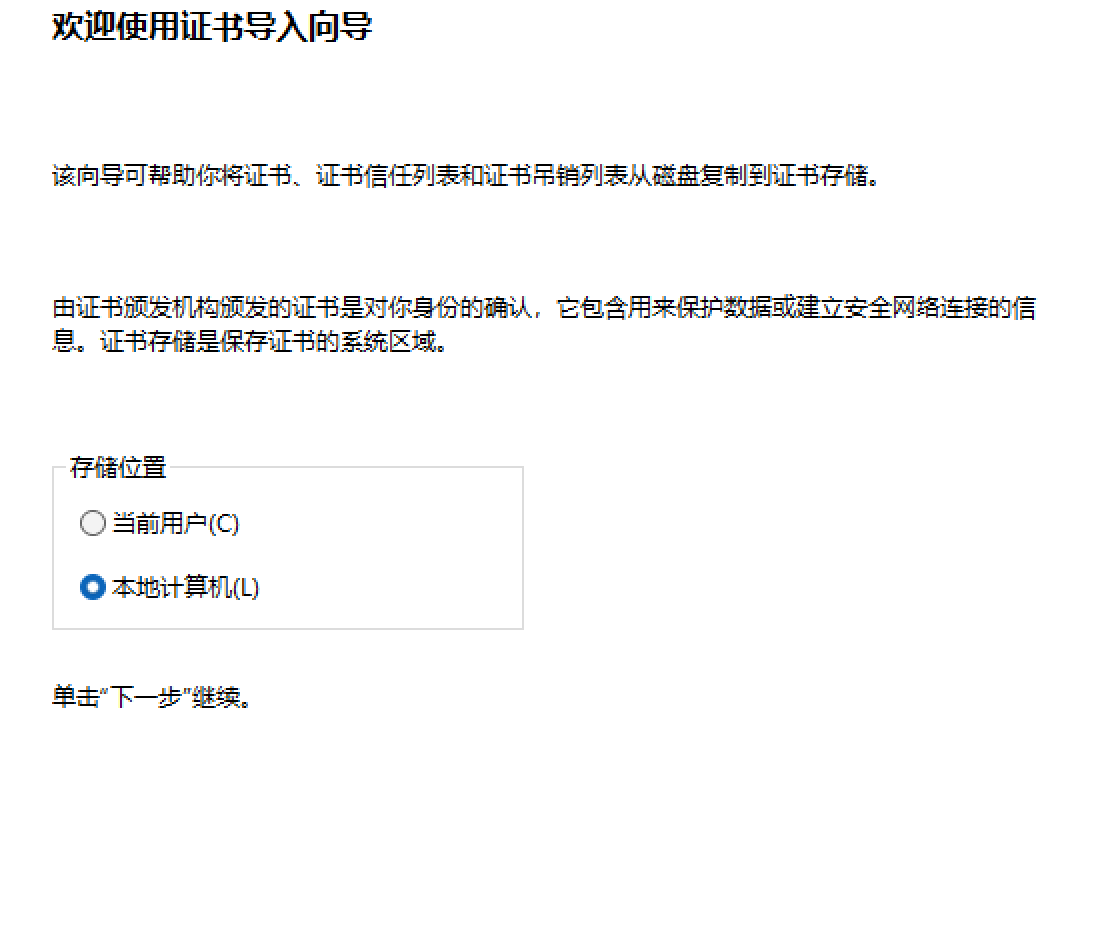 欢迎使用证书导入向导
该向导可帮助你将证书、证书信任列表和证书吊销列表从磁盘复制到证书存储。
由证书颁发机构颁发的证书是对你身份的确认，它包含用来保护数据或建立安全网络连接的信
息。证书存储是保存证书的系统区域。
存储位置
当前用户(C)
本地计算机(L)
单击“下一步”继续。